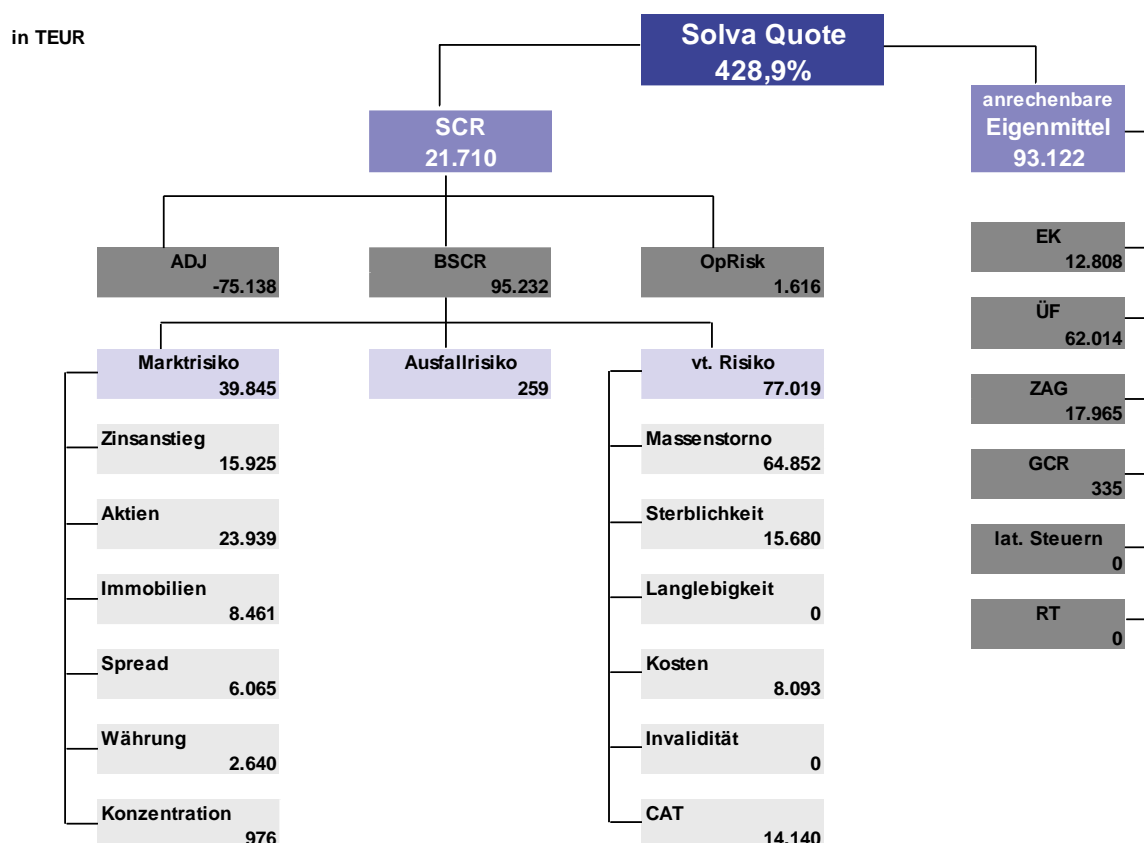 in TEUR
Solva Quote
428,9%
SCR
21.710
anrechenbare
Eigenmittel
93.122
ADJ
-75.138
BSCR
95.232
OpRisk
1.616
EK
12.808
ÜF
62.014
ZAG
17.965
GCR
335
lat. Steuern
0
RT
0
Marktrisiko
39.845
Ausfallrisiko
259
vt. Risiko
77.019
Zinsanstieg
15.925
Aktien
23.939
Immobilien
8.461
Spread
6.065
Währung
2.640
Konzentration
976
Massenstorno
64.852
Sterblichkeit
15.680
Langlebigkeit
0
Kosten
8.093
Invalidität
0
CAT
14.140